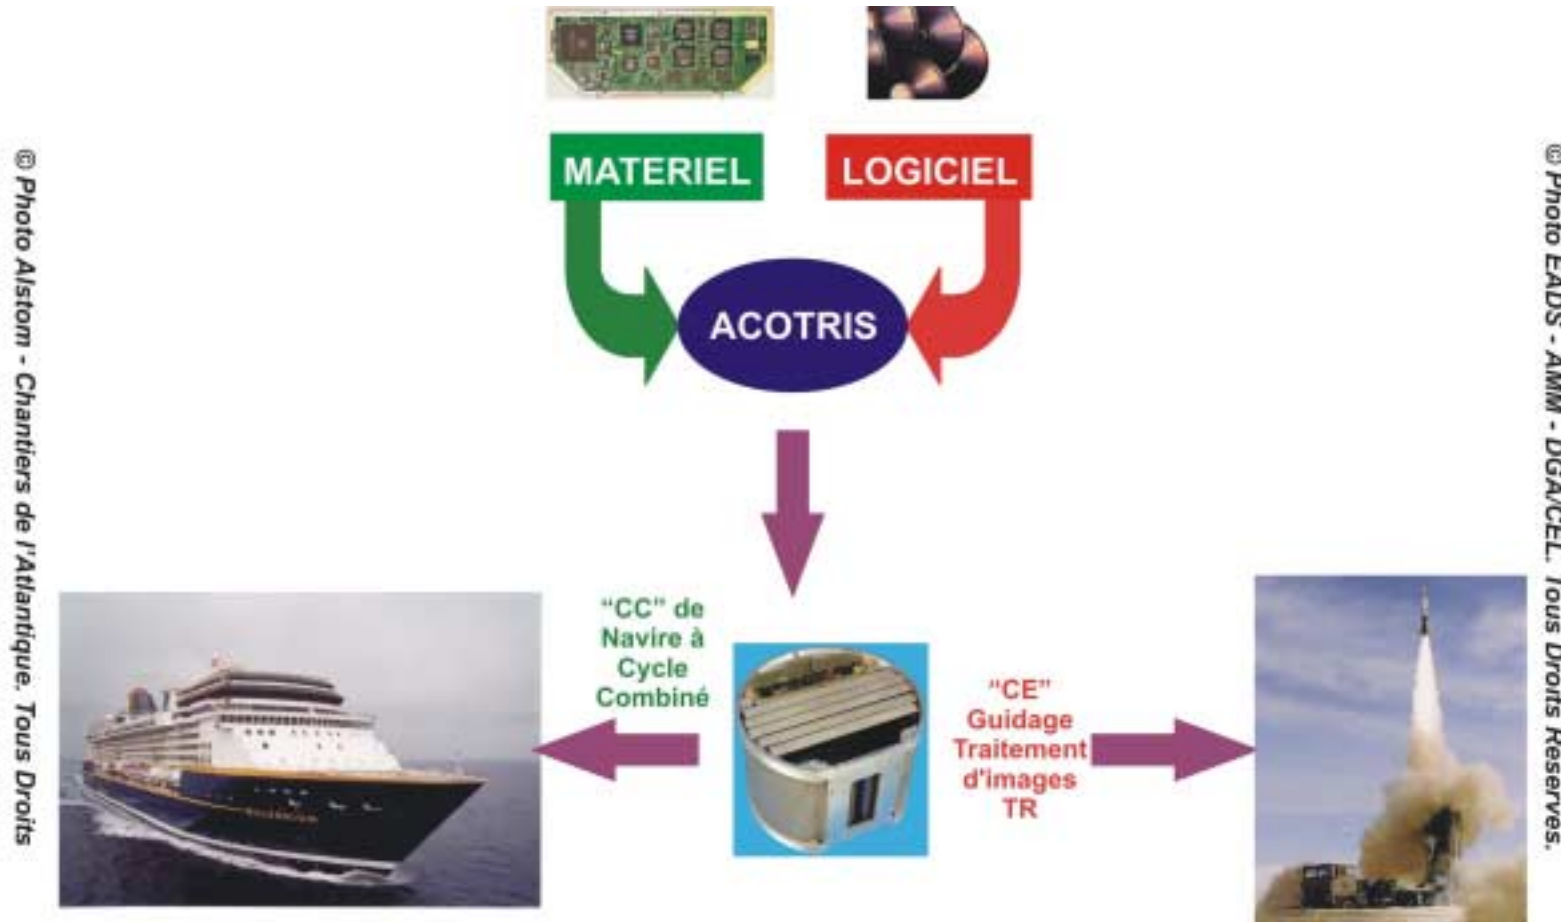 MATERIEL
LOGICIEL
ACOTRIS
© Photo Alstom - Chantiers de l'Atlantique. Tous Droits
© Photo EADS - AMM - DGA/CEL. Tous Droits Réservés.
“CC” de
Navire à
Cycle
Combiné
“CE”
Guidage
Traitement
d'images
TR